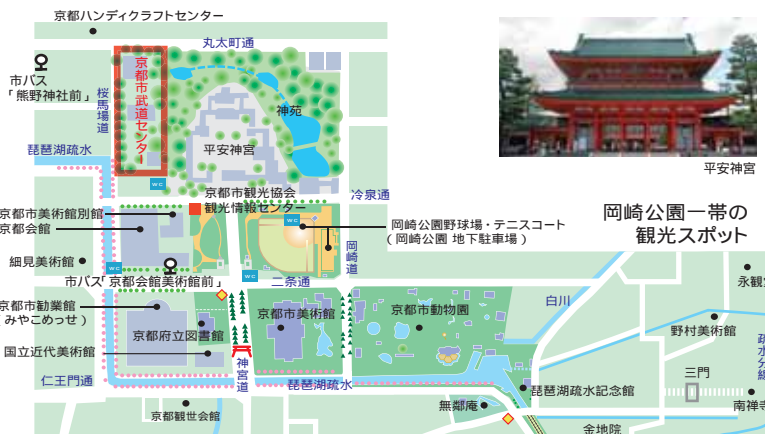 京都ハンディクラフトセンター
丸太町通
市バス
「熊野神社前」
桜馬場道
京都市武道センター
神苑
平安神宮
琵琶湖疏水
WC
平安神宮
京都市観光協会
観光情報センター
冷泉通
京都市美術館別館
京都会館
WC
岡崎公園野球場・テニスコート
(岡崎公園 地下駐車場)
岡崎公園一帯の
観光スポット
岡崎道
細見美術館
WC
WC
市バス「京都会館美術館前」
二条通
京都市勧業館
(みやこめっせ)
京都府立図書館
京都市美術館
京都市動物園
白川
永観
野村美術館
国立近代美術館
仁王門通
神宮道
琵琶湖疏水
琵琶湖疏水記念館
三門
疏水分線
南禅寺
京都観世会館
無鄰庵
金地院